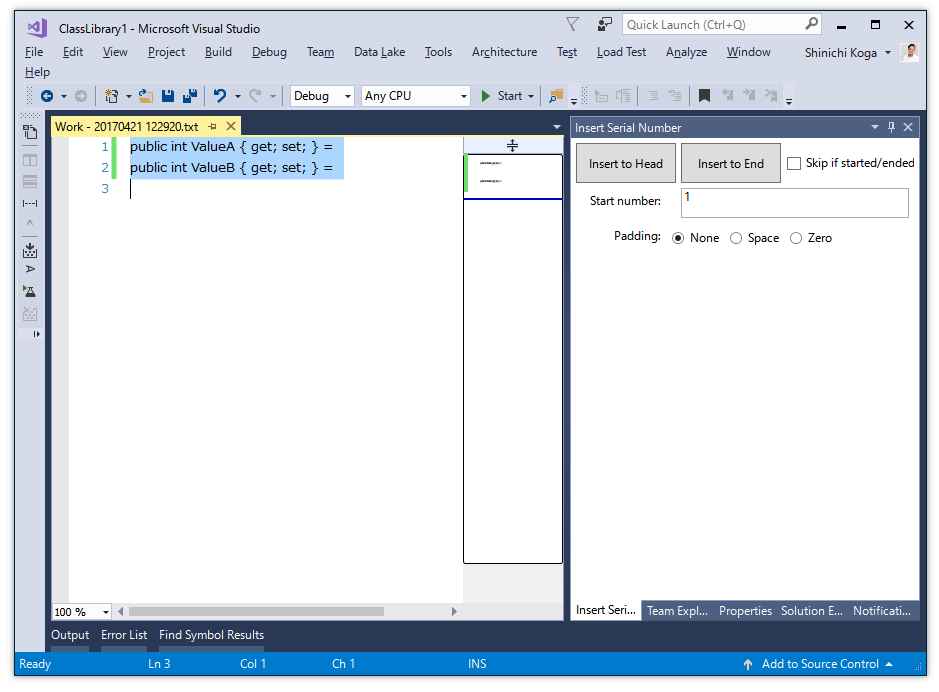 ClassLibrary1 - Microsoft Visual Studio
Quick Launch (Ctrl+Q)
File Edit View Project Build Debug Team Data Lake Tools Architecture Test Load Test Analyze Window Shinichi Koga
Help
Debug Any CPU Start
Work - 20170421 122920.txt
Insert Serial Number
1 public int ValueA { get; set; } =
2 public int ValueB { get; set; } =
3
Insert to Head Insert to End Skip if started/ended
Start number: 1
Padding: None Space Zero
100 %
Insert Seri... Team Expl... Properties Solution E... Notificati...
Output Error List Find Symbol Results
Ready Ln 3 Col 1 Ch 1 INS Add to Source Control